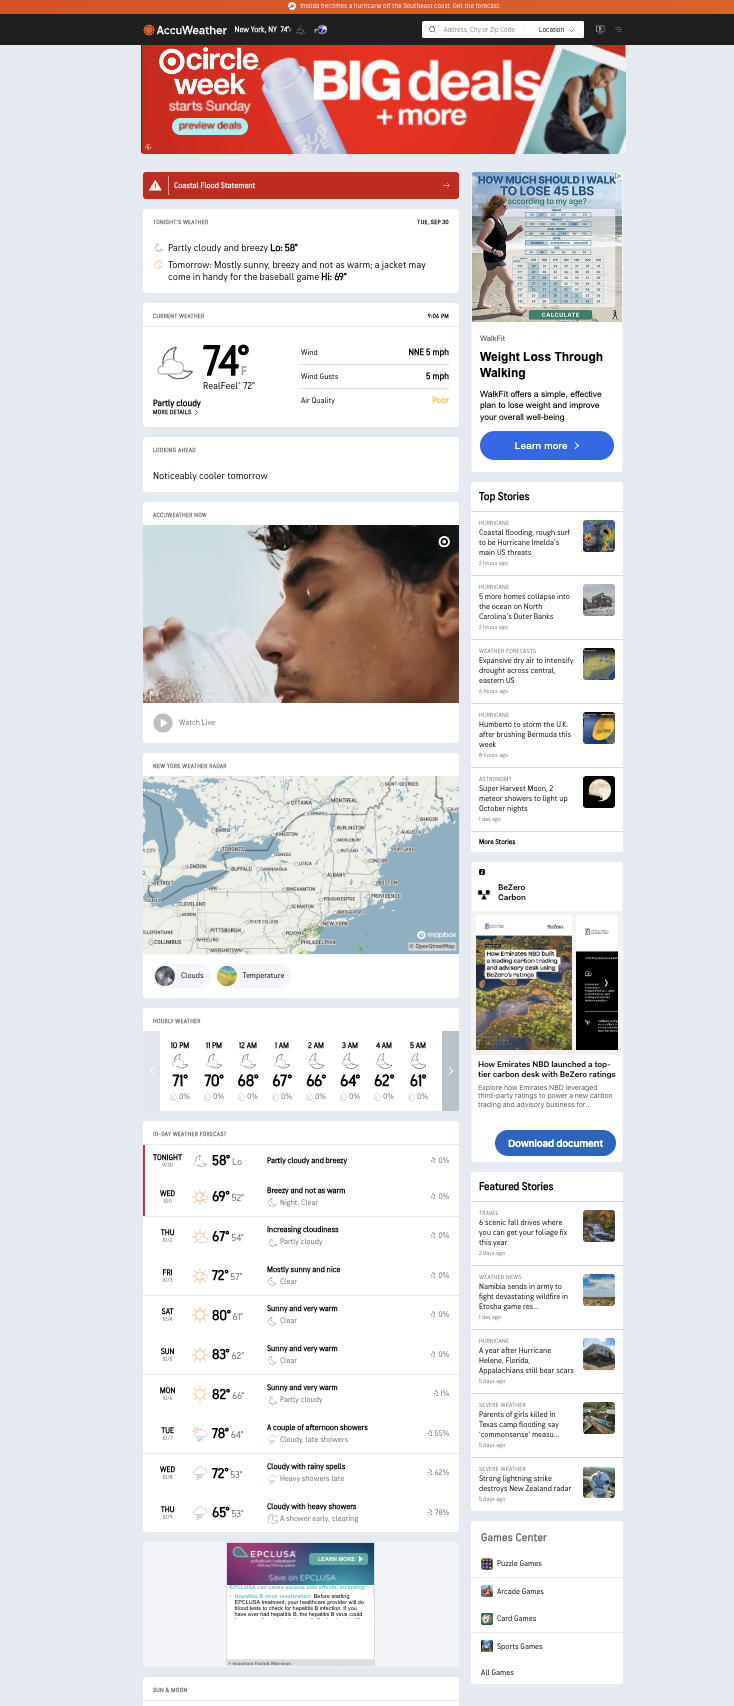 Imelda becomes a hurricane off the Southeast coast. Get the forecast.
AccuWeather
New York, NY 74°F
Address, City or Zip Code
Location
circle week
starts Sunday
preview deals
BIG deals
+ more
Coastal Flood Statement
TONIGHT'S WEATHER
TUE, SEP 30
Partly cloudy and breezy Lo: 58°
Tomorrow: Mostly sunny, breezy and not as warm; a jacket may
come in handy for the baseball game Hi: 69°
CURRENT WEATHER
9:06 PM
74° F
RealFeel® 72°
Partly cloudy
MORE DETAILS
Wind NNE 5 mph
Wind Gusts 5 mph
Air Quality Poor
LOOKING AHEAD
Noticeably cooler tomorrow
ACCUWEATHER NOW
Watch Live
NEW YORK WEATHER RADAR
SAINT-GEORGES
OTTAWA
MONTREAL
BANGOR
BARRIE
KINGSTON
BURLINGTON
MIDDLEBURY
AUGUSTA
TORONTO
OSWEGO
RUTLAND
PORTLAND
LONDON
BUFFALO
CANANDAIGUA
UTICA
CONCORD
ALBANY
DETROIT
ERIE
BINGHAMTON
BOSTON
TOLEDO
CLEVELAND
SCRANTON
POUGHKEEPSIE
PROVIDENCE
AKRON
STATE COLLEGE
BRIDGEPORT
NEW YORK
PITTSBURGH
READING
COLUMBUS
WHEELING
PHILADELPHIA
MORGANTOWN
mapbox
© OpenStreetMap
Clouds
Temperature
HOURLY WEATHER
10 PM 11 PM 12 AM 1 AM 2 AM 3 AM 4 AM 5 AM
71° 70° 68° 67° 66° 64° 62° 61°
0% 0% 0% 0% 0% 0% 0% 0%
10-DAY WEATHER FORECAST
TONIGHT 9/30 58° Lo Partly cloudy and breezy 0%
WED 10/1 69° 52° Breezy and not as warm 0%
Night: Clear
THU 10/2 67° 54° Increasing cloudiness 0%
Partly cloudy
FRI 10/3 72° 57° Mostly sunny and nice 0%
Clear
SAT 10/4 80° 61° Sunny and very warm 0%
Clear
SUN 10/5 83° 62° Sunny and very warm 0%
Clear
MON 10/6 82° 66° Sunny and very warm 1%
Partly cloudy
TUE 10/7 78° 64° A couple of afternoon showers 55%
Cloudy, late showers
WED 10/8 72° 53° Cloudy with rainy spells 62%
Heavy showers late
THU 10/9 65° 53° Cloudy with heavy showers 78%
A shower early; clearing
EPCLUSA
LEARN MORE
Save on EPCLUSA
EPCLUSA can cause serious side effects, including:
• Hepatitis B virus reactivation: Before starting
EPCLUSA treatment, your healthcare provider will do
blood tests to check for hepatitis B infection. If you
have ever had hepatitis B, the hepatitis B virus could
Important Facts & Warnings
SUN & MOON
HOW MUCH SHOULD I WALK
TO LOSE 45 LBS
according to my age?
CALCULATE
WalkFit
Weight Loss Through
Walking
WalkFit offers a simple, effective
plan to lose weight and improve
your overall well-being
Learn more
Top Stories
HURRICANE
Coastal flooding, rough surf
to be Hurricane Imelda's
main US threats
2 hours ago
HURRICANE
5 more homes collapse into
the ocean on North
Carolina's Outer Banks
2 hours ago
WEATHER FORECASTS
Expansive dry air to intensify
drought across central,
eastern US
6 hours ago
HURRICANE
Humberto to storm the U.K.
after brushing Bermuda this
week
8 hours ago
ASTRONOMY
Super Harvest Moon, 2
meteor showers to light up
October nights
1 day ago
More Stories
BeZero
Carbon
BeZero
How Emirates NBD built
a leading carbon trading
and advisory desk using
BeZero's ratings
How Emirates NBD launched a top-
tier carbon desk with BeZero ratings
Explore how Emirates NBD leveraged
third-party ratings to power a new carbon
trading and advisory business for...
Download document
Featured Stories
TRAVEL
6 scenic fall drives where
you can get your foliage fix
this year
2 days ago
WEATHER NEWS
Namibia sends in army to
fight devastating wildfire in
Etosha game res...
1 day ago
HURRICANE
A year after Hurricane
Helene, Florida,
Appalachians still bear scars
5 days ago
SEVERE WEATHER
Parents of girls killed in
Texas camp flooding say
'commonsense' measu...
5 days ago
SEVERE WEATHER
Strong lightning strike
destroys New Zealand radar
5 days ago
Games Center
Puzzle Games
Arcade Games
Card Games
Sports Games
All Games